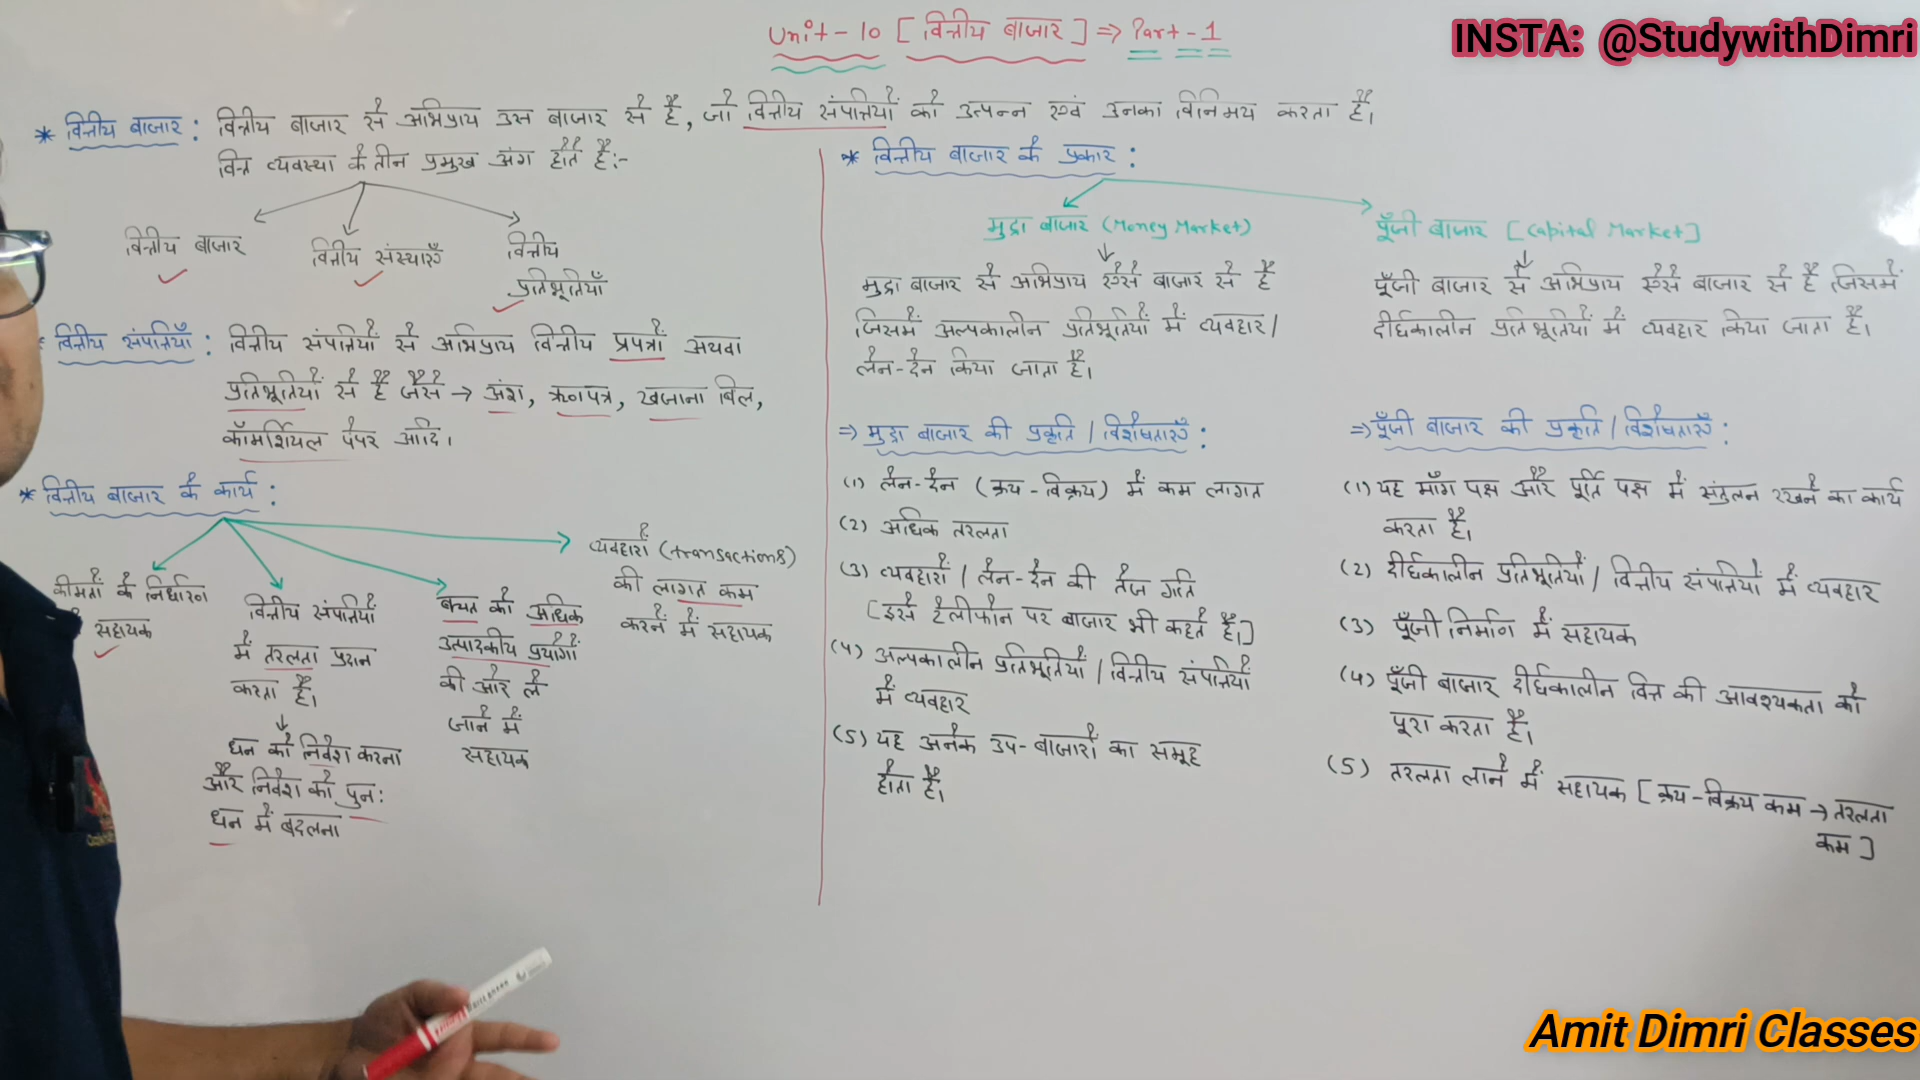 Unit-10 [वित्तीय बाजार] ⇒ Part-1
INSTA: @StudywithDimri
* वित्तीय बाजार : वित्तीय बाजार से अभिप्राय उस बाजार से है, जो वित्तीय संपत्तियों को उत्पन्न एवं उनका विनिमय करता है।
वित्त व्यवस्था के तीन प्रमुख अंग होते हैं:-
वित्तीय बाजार
वित्तीय संस्थाएँ
वित्तीय
प्रतिभूतियाँ
वित्तीय संपत्तियाँ : वित्तीय संपत्तियों से अभिप्राय वित्तीय प्रपत्रों अथवा
प्रतिभूतियों से है जैसे → अंश, ऋणपत्र, खजाना बिल,
कॉमर्शियल पेपर आदि।
* वित्तीय बाजार के कार्य :
कीमतों के निर्धारण
सहायक
वित्तीय संपत्तियों
में तरलता प्रदान
करता है।
↓
धन को निवेश करना
और निवेश को पुन:
धन में बदलना
बचत को अधिक
उत्पादकीय प्रयोगों
की ओर ले
जाने में
सहायक
व्यवहारों (transactions)
की लागत कम
करने में सहायक
* वित्तीय बाजार के प्रकार :
मुद्रा बाजार (Money Market)
↓
मुद्रा बाजार से अभिप्राय ऐसे बाजार से है
जिसमें अल्पकालीन प्रतिभूतियों में व्यवहार/
लेन-देन किया जाता है।
⇒ मुद्रा बाजार की प्रकृति / विशेषताएँ :
(1) लेन-देन (क्रय-विक्रय) में कम लागत
(2) अधिक तरलता
(3) व्यवहारों / लेन-देन की तेज गति
[इसे टेलीफोन पर बाजार भी कहते हैं।]
(4) अल्पकालीन प्रतिभूतियों / वित्तीय संपत्तियों
में व्यवहार
(5) यह अनेक उप-बाजारों का समूह
होता है।
पूँजी बाजार [Capital Market]
↓
पूँजी बाजार से अभिप्राय ऐसे बाजार से है जिसमें
दीर्घकालीन प्रतिभूतियों में व्यवहार किया जाता है।
⇒ पूँजी बाजार की प्रकृति / विशेषताएँ :
(1) यह माँग पक्ष और पूर्ति पक्ष में संतुलन रखने का कार्य
करता है।
(2) दीर्घकालीन प्रतिभूतियों / वित्तीय संपत्तियों में व्यवहार
(3) पूँजी निर्माण में सहायक
(4) पूँजी बाजार दीर्घकालीन वित्त की आवश्यकता को
पूरा करता है।
(5) तरलता लाने में सहायक [क्रय-विक्रय कम → तरलता
कम]
Amit Dimri Classes